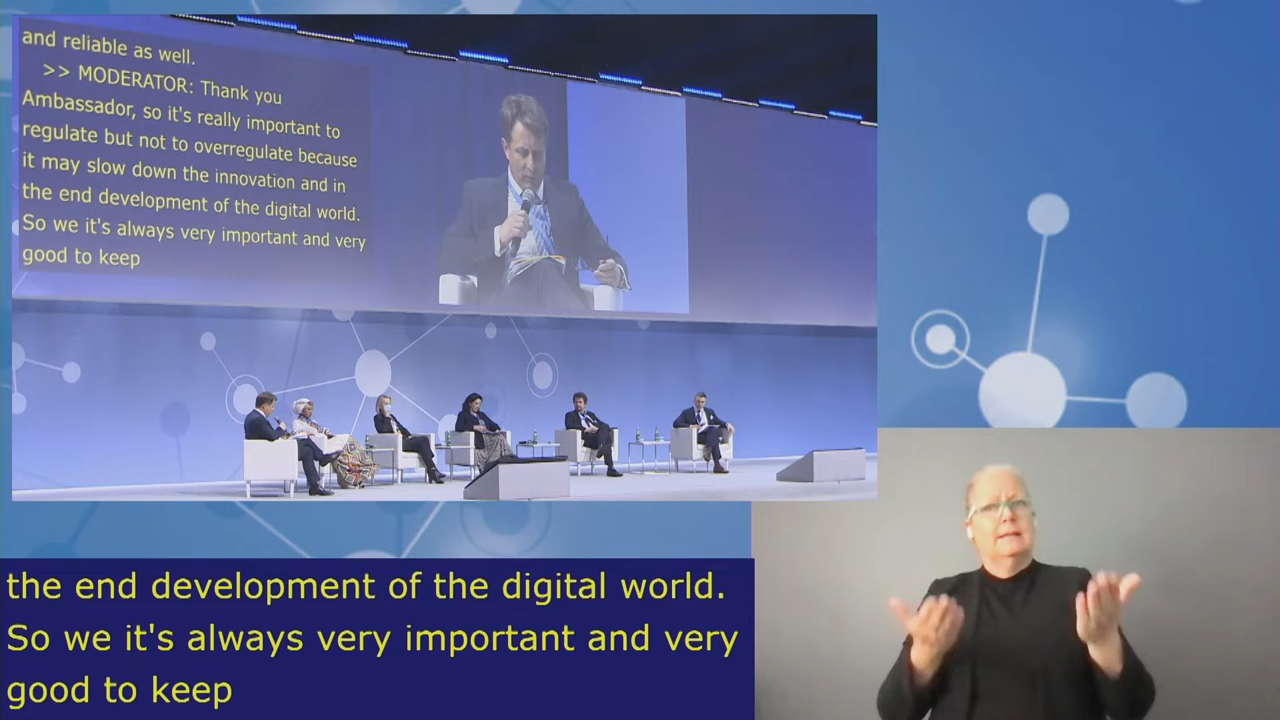 and reliable as well.
>> MODERATOR: Thank you
Ambassador, so it's really important to
regulate but not to overregulate because
it may slow down the innovation and in
the end development of the digital world.
So we it's always very important and very
good to keep
the end development of the digital world.
So we it's always very important and very
good to keep